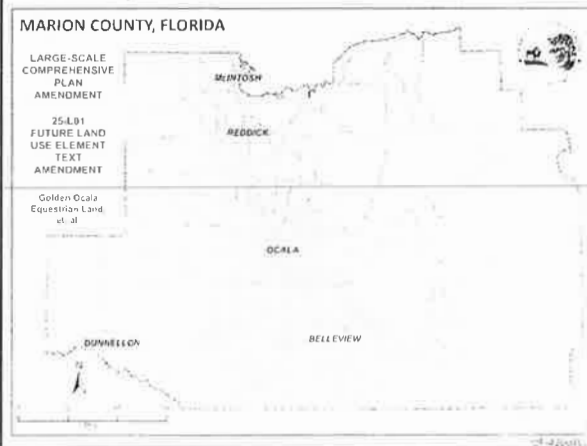 MARION COUNTY, FLORIDA
LARGE-SCALE
COMPREHENSIVE
PLAN
AMENDMENT
25-L01
FUTURE LAND
USE ELEMENT
TEXT
AMENDMENT
Golden Ocala
Equestrian Land
et. al
McINTOSH
REDDICK
OCALA
BELLEVIEW
DUNNELLON
N